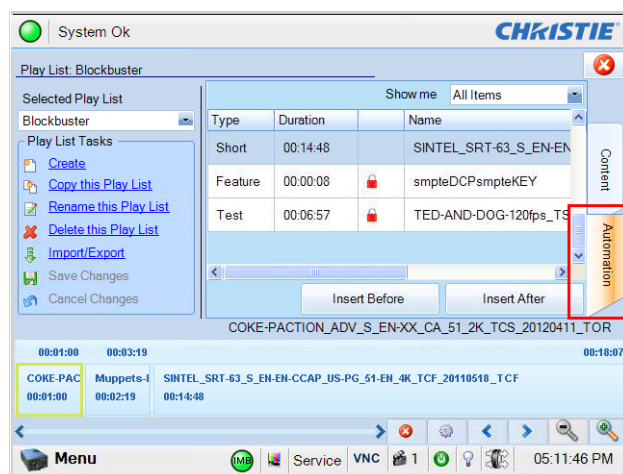 System Ok
CHRISTIE
Play List: Blockbuster
Selected Play List
Blockbuster
Play List Tasks
Create
Copy this Play List
Rename this Play List
Delete this Play List
Import/Export
Save Changes
Cancel Changes
Show me All Items
Type Duration Name
Short 00:14:48 SINTEL_SRT-63_S_EN-EN
Feature 00:00:08 smpteDCPsmpteKEY
Test 00:06:57 TED-AND-DOG-120fps_TS
Insert Before Insert After
Content
Automation
COKE-PACTION_ADV_S_EN-XX_CA_51_2K_TCS_20120411_TOR
00:01:00 00:03:19 00:18:07
COKE-PAC Muppets-I SINTEL_SRT-63_S_EN-EN-CCAP_US-PG_51-EN_4K_TCF_20110518_TCF
00:01:00 00:02:19 00:14:48
Menu IMB Service VNC 1 05:11:46 PM